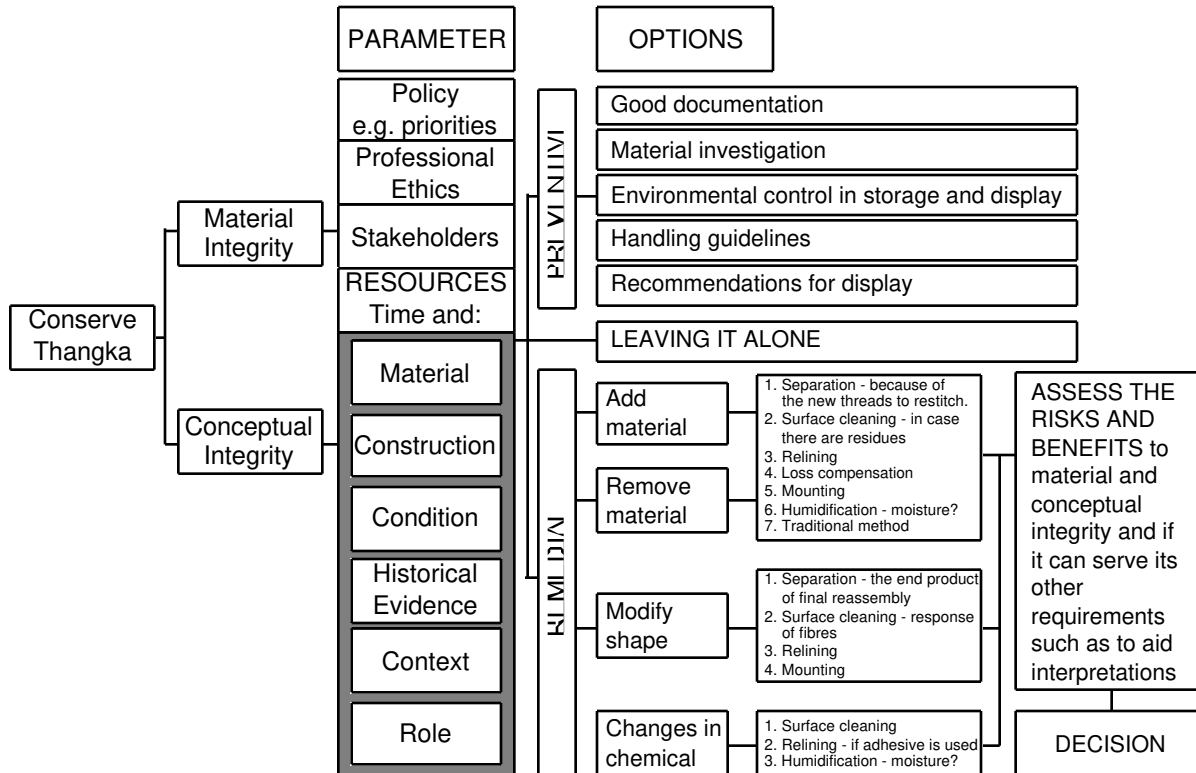 PARAMETER
OPTIONS
Policy
e.g. priorities
Professional
Ethics
Stakeholders
RESOURCES
Time and:
Material
Construction
Condition
Historical
Evidence
Context
Role
Conserve
Thangka
Material
Integrity
Conceptual
Integrity
Good documentation
Material investigation
Environmental control in storage and display
Handling guidelines
Recommendations for display
LEAVING IT ALONE
Add
material
Remove
material
1. Separation - because of
the new threads to restitch.
2. Surface cleaning - in case
there are residues
3. Relining
4. Loss compensation
5. Mounting
6. Humidification - moisture?
7. Traditional method
Modify
shape
1. Separation - the end product
of final reassembly
2. Surface cleaning - response
of fibres
3. Relining
4. Mounting
Changes in
chemical
1. Surface cleaning
2. Relining - if adhesive is used
3. Humidification - moisture?
ASSESS THE
RISKS AND
BENEFITS to
material and
conceptual
integrity and if
it can serve its
other
requirements
such as to aid
interpretations
DECISION